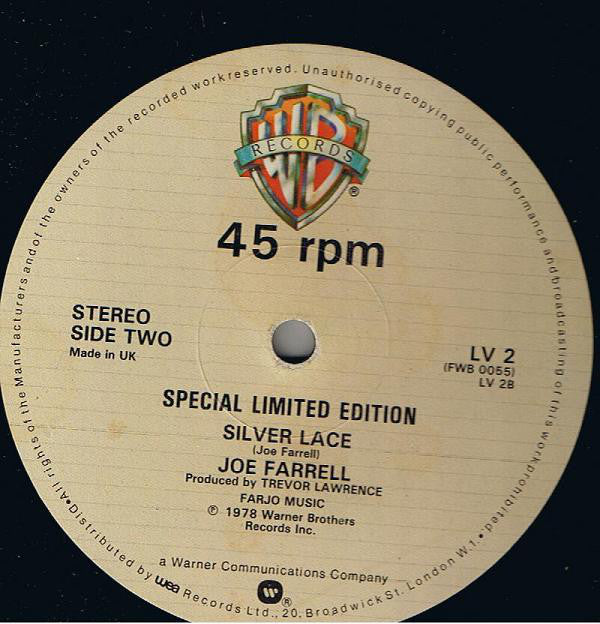 All rights of the Manufacturers and of the owners of the recorded work reserved. Unauthorised copying public performance and broadcasting of this work prohibited.
WB
RECORDS
®
45 rpm
STEREO
SIDE TWO
Made in UK
LV 2
(FWB 0055)
LV 2B
SPECIAL LIMITED EDITION
SILVER LACE
(Joe Farrell)
JOE FARRELL
Produced by TREVOR LAWRENCE
FARJO MUSIC
℗ 1978 Warner Brothers
Records Inc.
a Warner Communications Company
®
•Distributed by wea Records Ltd., 20, Broadwick St. London W1.•